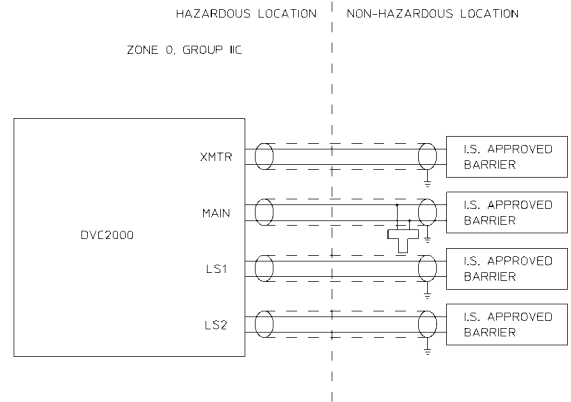 HAZARDOUS LOCATION
NON-HAZARDOUS LOCATION
ZONE 0, GROUP IIC
DVC2000
XMTR
I.S. APPROVED
BARRIER
MAIN
I.S. APPROVED
BARRIER
LS1
I.S. APPROVED
BARRIER
LS2
I.S. APPROVED
BARRIER